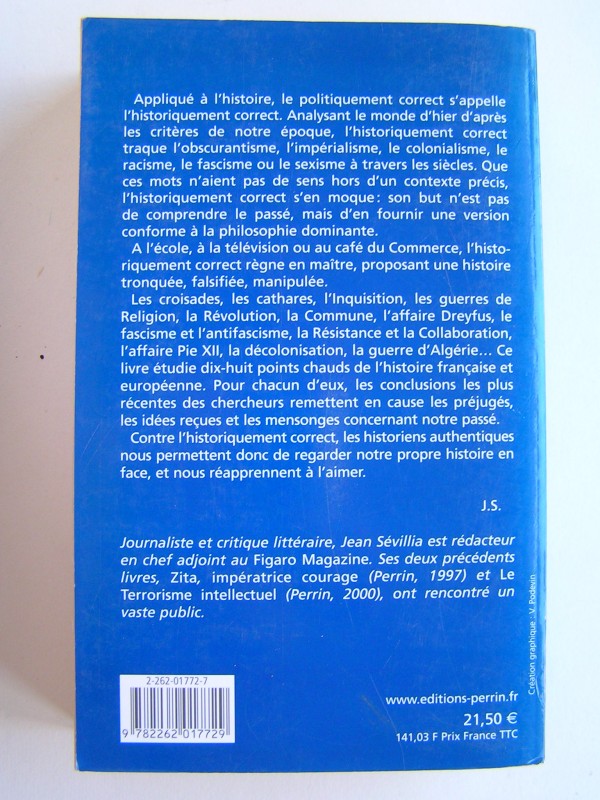 Appliqué à l'histoire, le politiquement correct s'appelle
l'historiquement correct. Analysant le monde d'hier d'après
les critères de notre époque, l'historiquement correct
traque l'obscurantisme, l'impérialisme, le colonialisme, le
racisme, le fascisme ou le sexisme à travers les siècles. Que
ces mots n'aient pas de sens hors d'un contexte précis,
l'historiquement correct s'en moque : son but n'est pas
de comprendre le passé, mais d'en fournir une version
conforme à la philosophie dominante.
A l'école, à la télévision ou au café du Commerce, l'histo-
riquement correct règne en maître, proposant une histoire
tronquée, falsifiée, manipulée.
Les croisades, les cathares, l'Inquisition, les guerres de
Religion, la Révolution, la Commune, l'affaire Dreyfus, le
fascisme et l'antifascisme, la Résistance et la Collaboration,
l'affaire Pie XII, la décolonisation, la guerre d'Algérie... Ce
livre étudie dix-huit points chauds de l'histoire française et
européenne. Pour chacun d'eux, les conclusions les plus
récentes des chercheurs remettent en cause les préjugés,
les idées reçues et les mensonges concernant notre passé.
Contre l'historiquement correct, les historiens authentiques
nous permettent donc de regarder notre propre histoire en
face, et nous réapprennent à l'aimer.
J.S.
Journaliste et critique littéraire, Jean Sévillia est rédacteur
en chef adjoint au Figaro Magazine. Ses deux précédents
livres, Zita, impératrice courage (Perrin, 1997) et Le
Terrorisme intellectuel (Perrin, 2000), ont rencontré un
vaste public.
Création graphique : V. Podevin
2-262-01772-7
9 782262 017729
www.editions-perrin.fr
21,50 €
141,03 F Prix France TTC